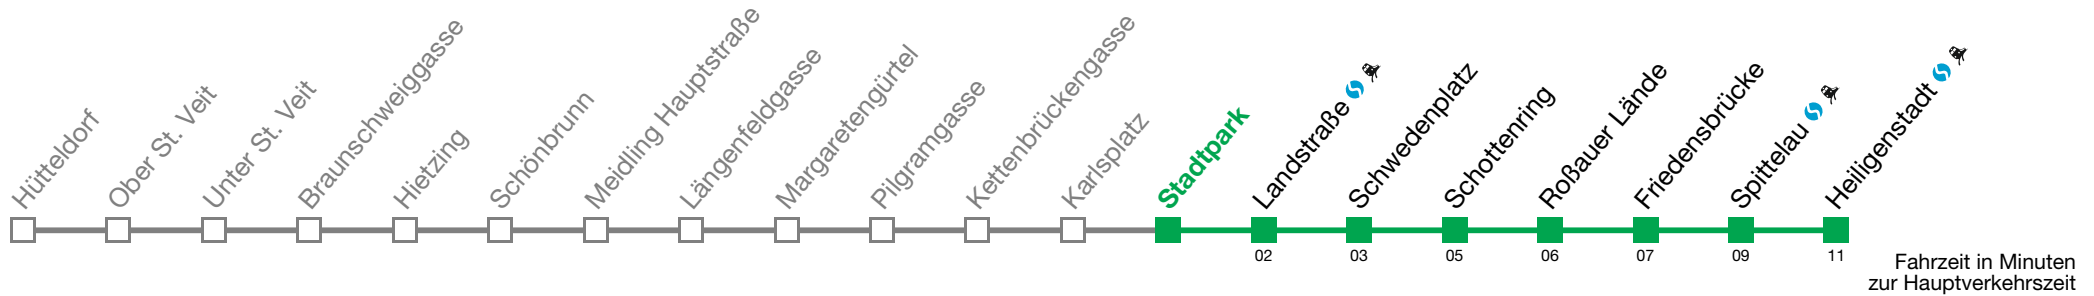 Hütteldorf
Ober St. Veit
Unter St. Veit
Braunschweiggasse
Hietzing
Schönbrunn
Meidling Hauptstraße
Längenfeldgasse
Margaretengürtel
Pilgramgasse
Kettenbrückengasse
Karlsplatz
Stadtpark
Landstraße
Schwedenplatz
Schottenring
Roßauer Lände
Friedensbrücke
Spittelau
Heiligenstadt
02 03 05 06 07 09 11
Fahrzeit in Minuten
zur Hauptverkehrszeit